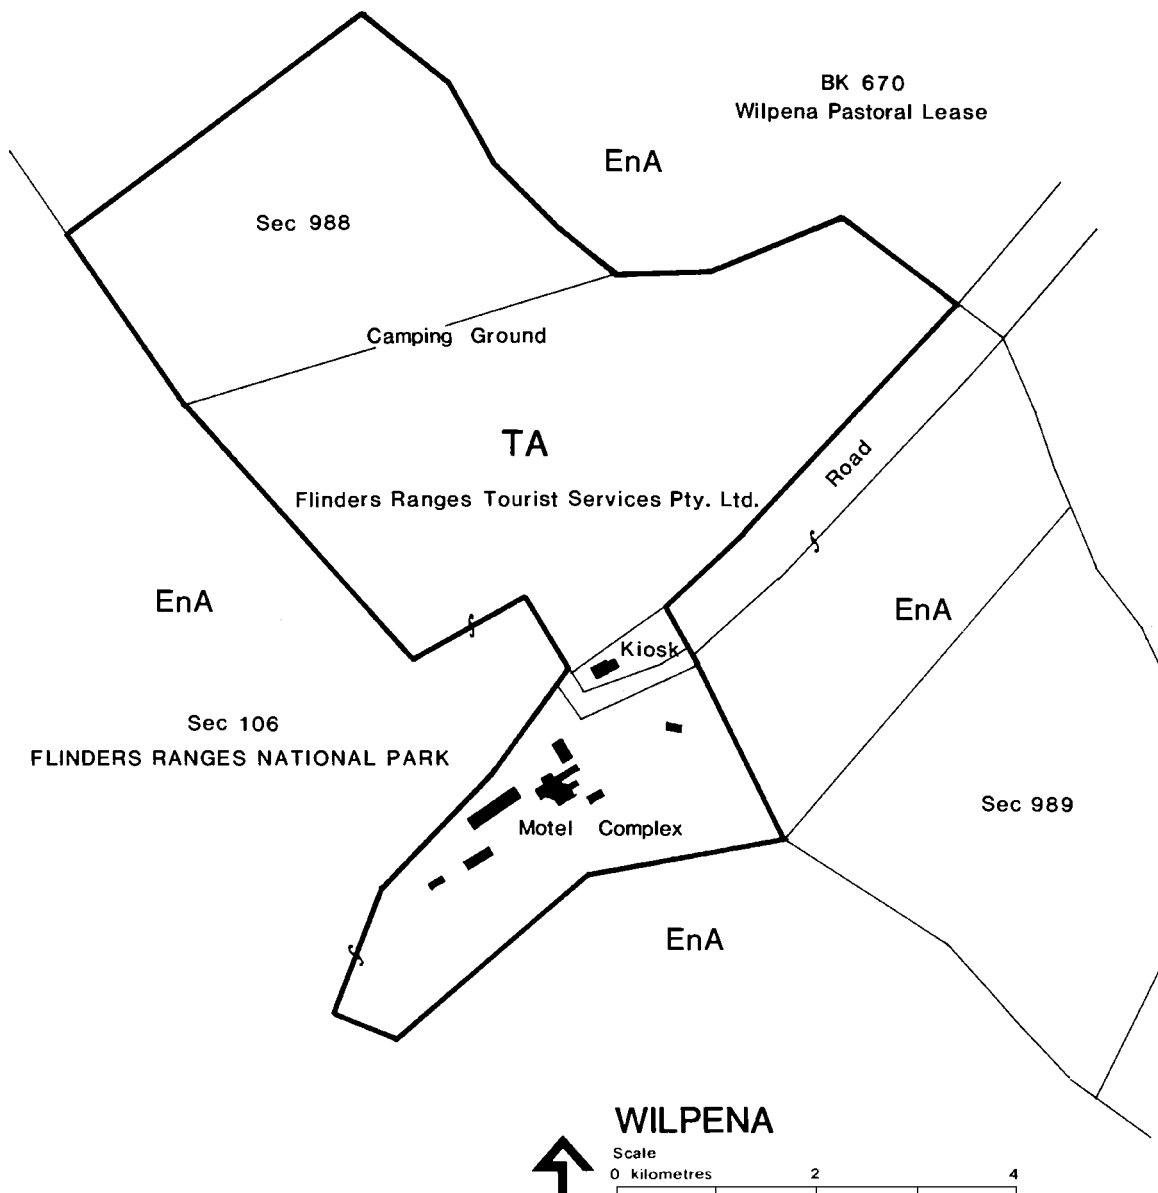 BK 670
Wilpena Pastoral Lease
EnA
Sec 988
Camping Ground
TA
Flinders Ranges Tourist Services Pty. Ltd.
Road
EnA
EnA
Kiosk
Sec 106
FLINDERS RANGES NATIONAL PARK
Sec 989
Motel Complex
EnA
WILPENA
Scale
0 kilometres 2 4